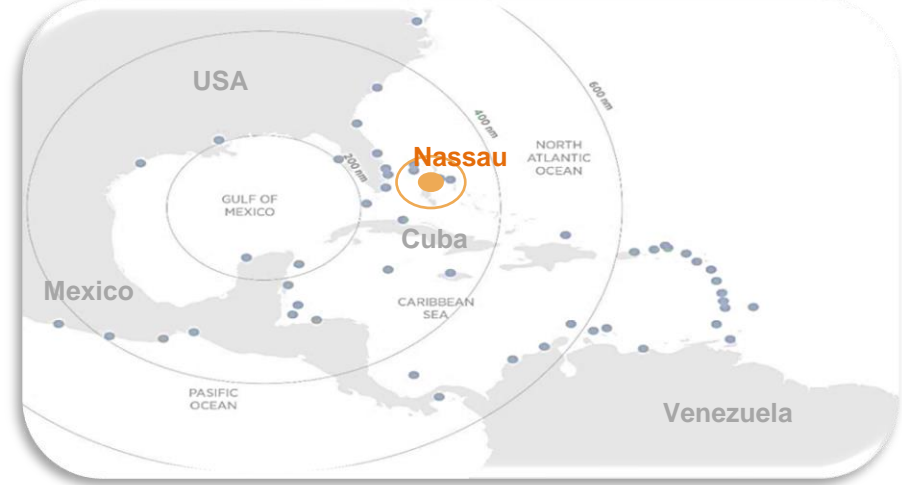 USA
600 nm
400 nm
NORTH
ATLANTIC
OCEAN
Nassau
200 nm
GULF OF
MEXICO
Cuba
Mexico
CARIBBEAN
SEA
PASIFIC
OCEAN
Venezuela